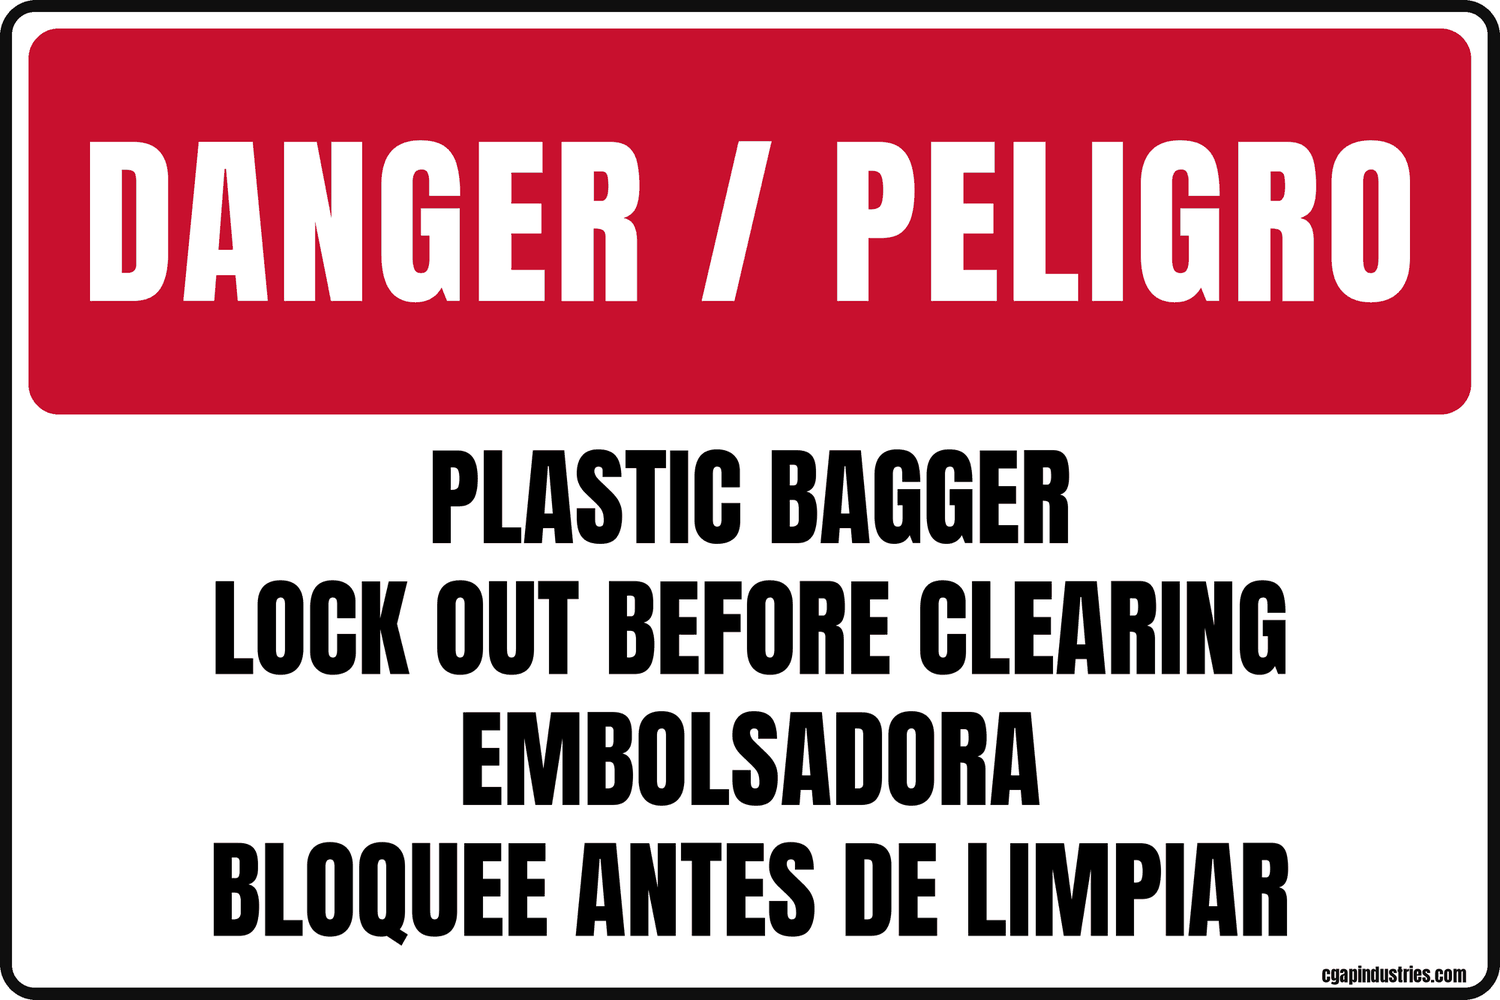 DANGER / PELIGRO
PLASTIC BAGGER
LOCK OUT BEFORE CLEARING
EMBOLSADORA
BLOQUEE ANTES DE LIMPIAR
cgapindustries.com